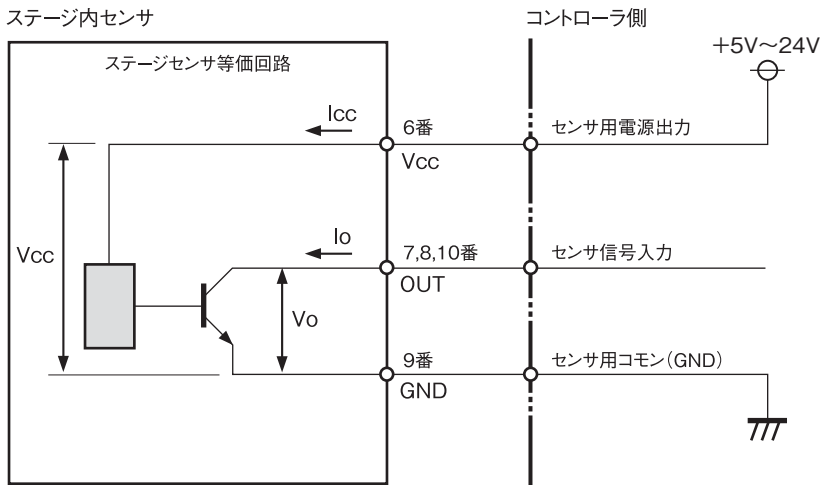 ステージ内センサ
コントローラ側
+5V～24V
ステージセンサ等価回路
Icc
6番
センサ用電源出力
Vcc
Vcc
Io
7,8,10番
センサ信号入力
OUT
Vo
9番
センサ用コモン(GND)
GND